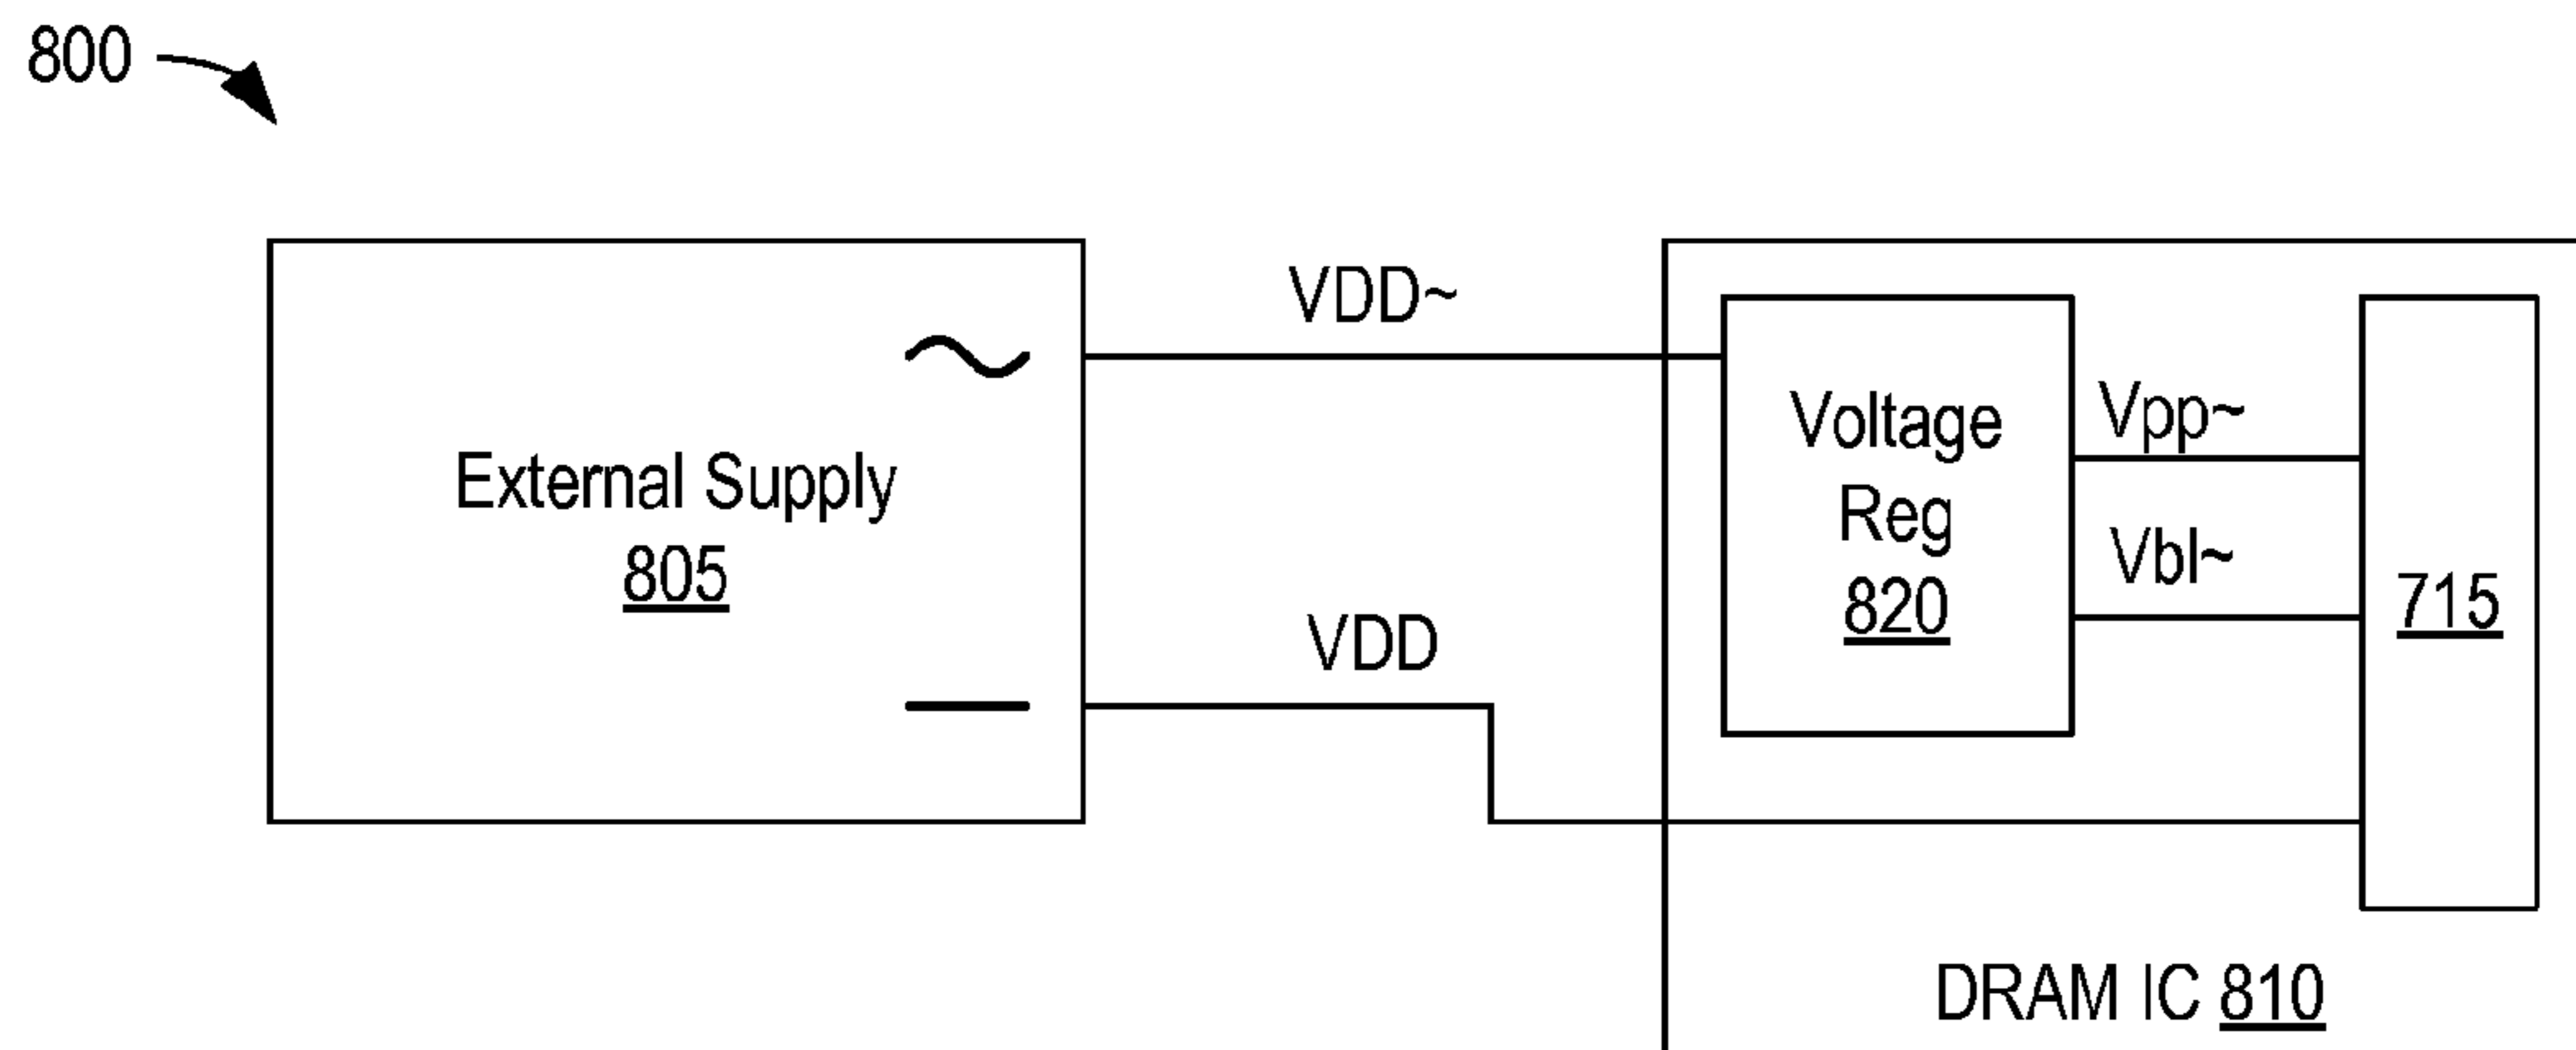 800
VDD~
External Supply
805
VDD
Voltage
Reg
820
Vpp~
Vbl~
715
DRAM IC 810